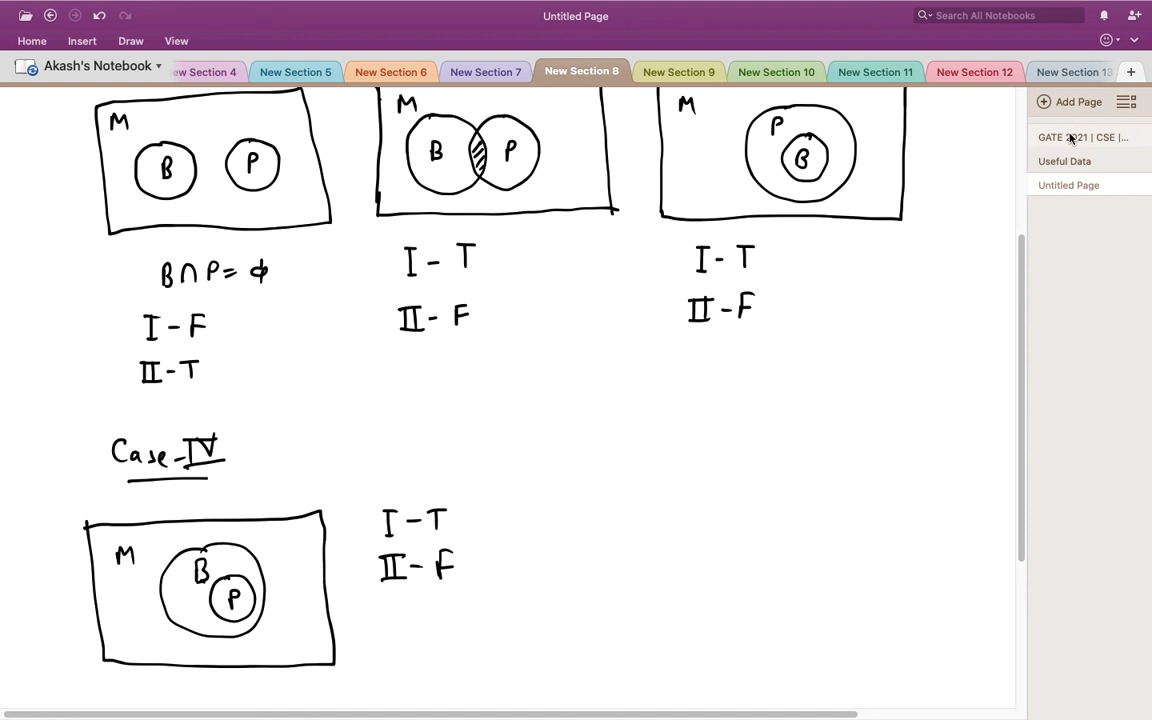 Untitled Page
Search All Notebooks
Home Insert Draw View
Akash's Notebook
ew Section 4
New Section 5
New Section 6
New Section 7
New Section 8
New Section 9
New Section 10
New Section 11
New Section 12
New Section 13
+
Add Page
GATE 2021 | CSE |...
Useful Data
Untitled Page
M
B
P
M
B
P
M
P
B
B∩P = ϕ
I - F
II - T
I - T
II - F
I - T
II - F
Case - IV
M
B
P
I - T
II - F